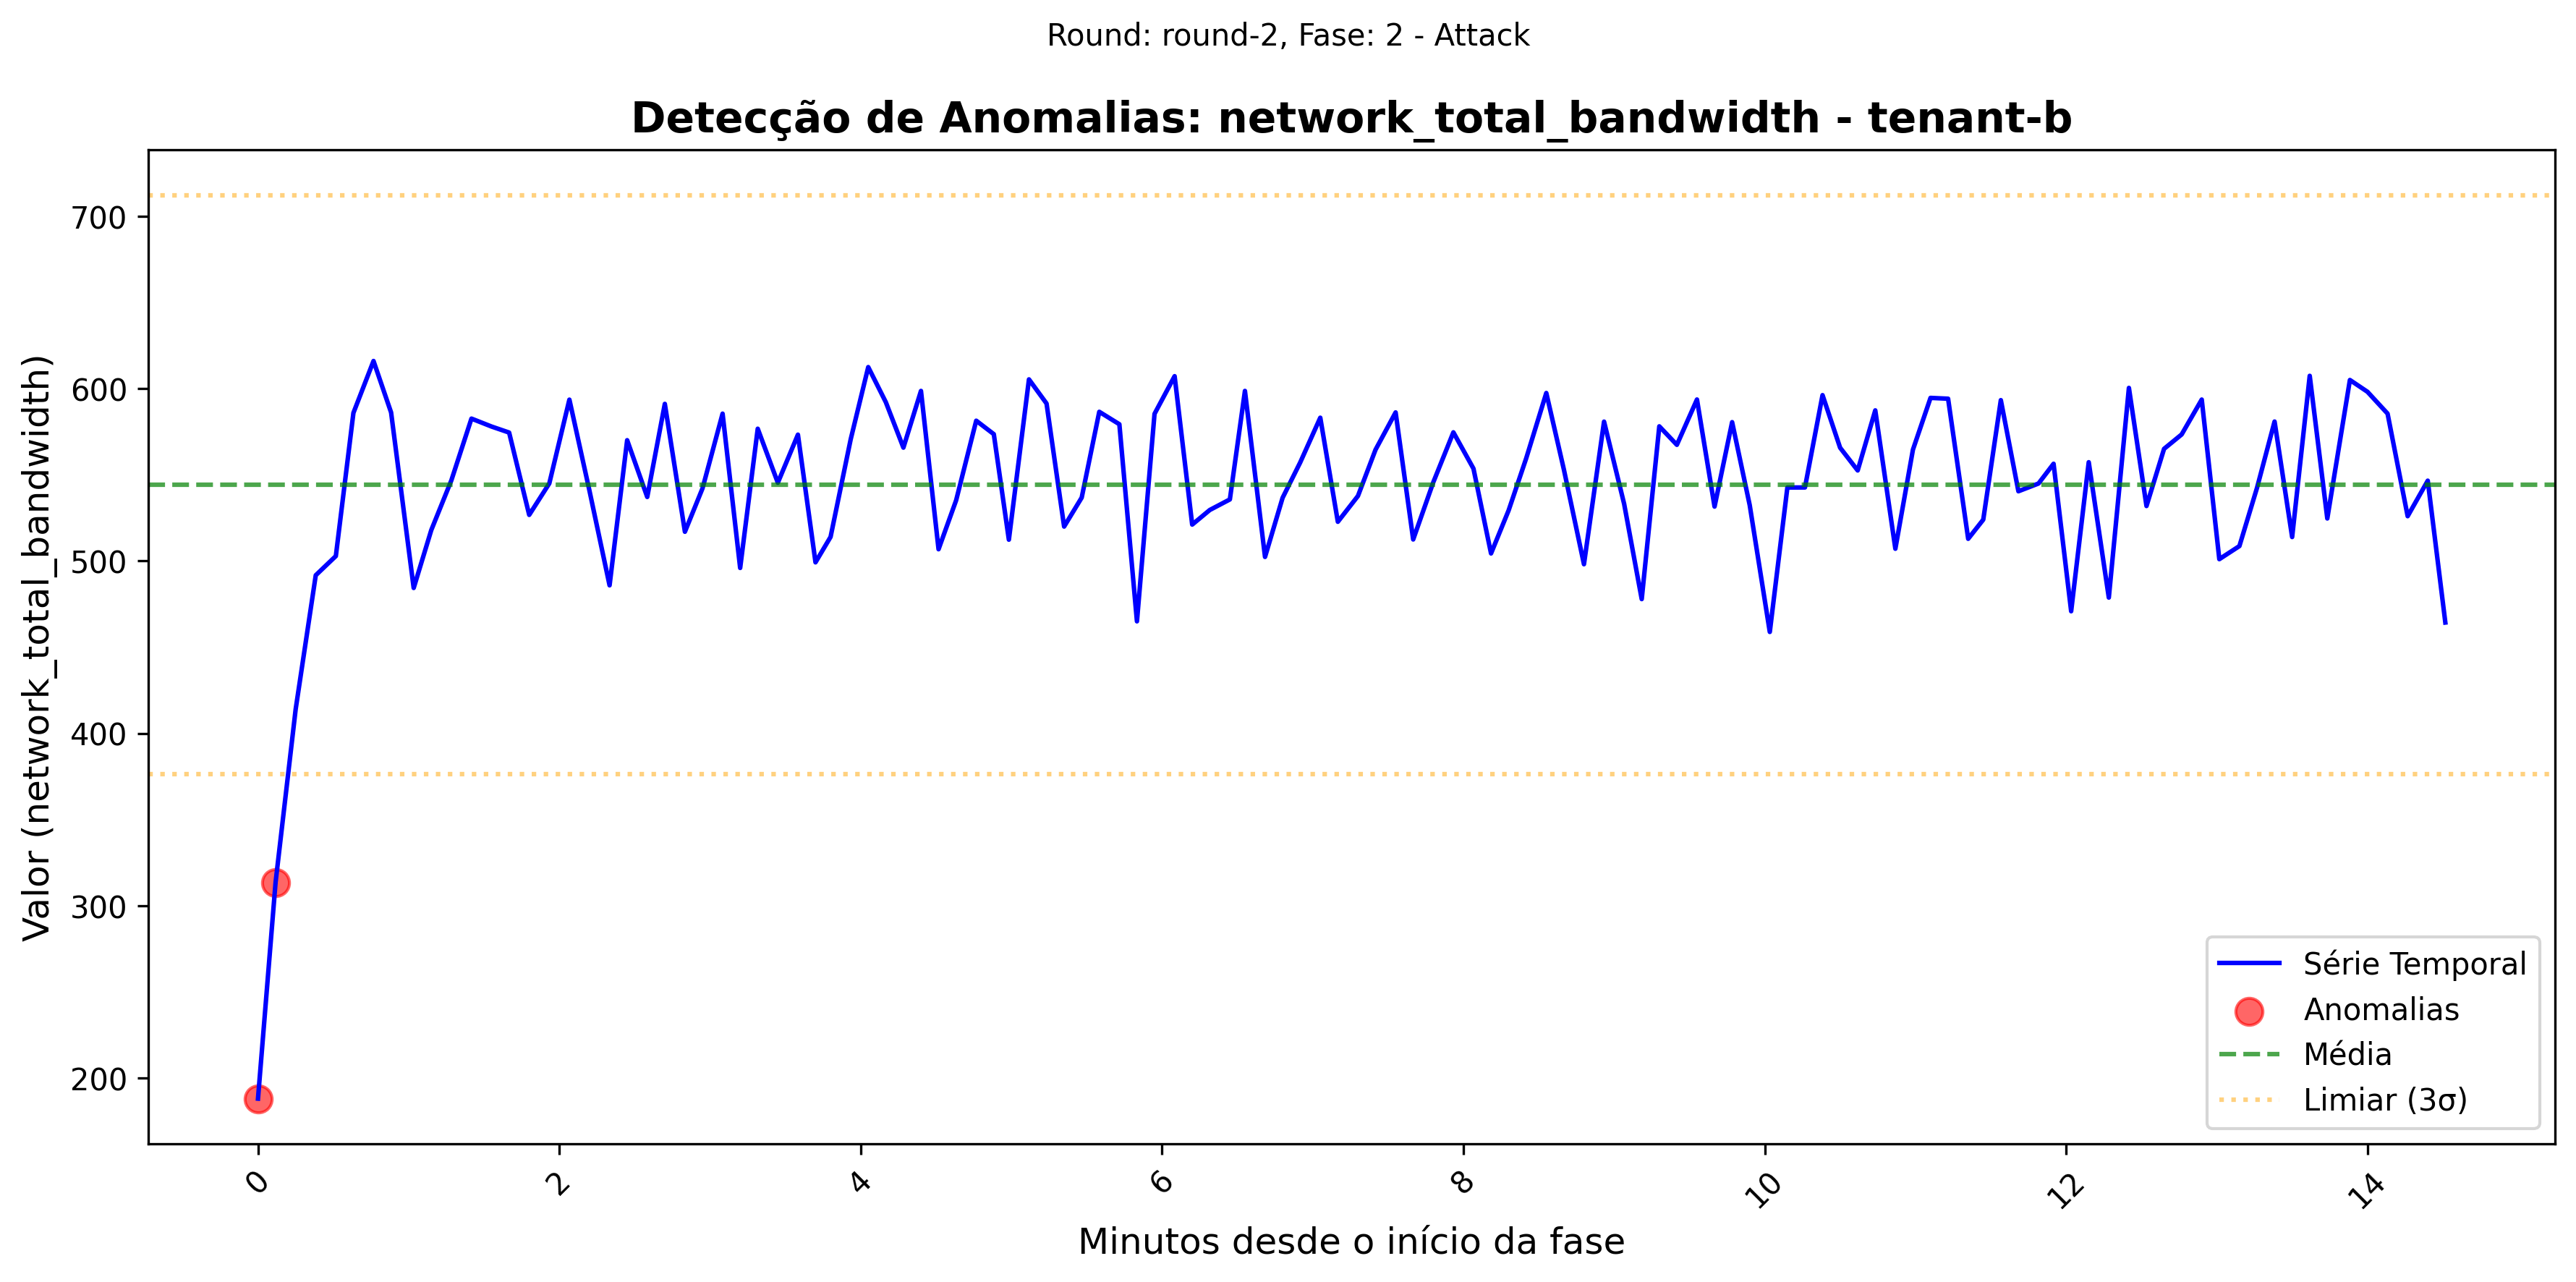 Round: round-2, Fase: 2 - Attack
Detecção de Anomalias: network_total_bandwidth - tenant-b
Valor (network_total_bandwidth)
700
600
500
400
300
200
Série Temporal
Anomalias
Média
Limiar (3σ)
0
2
4
6
8
10
12
14
Minutos desde o início da fase